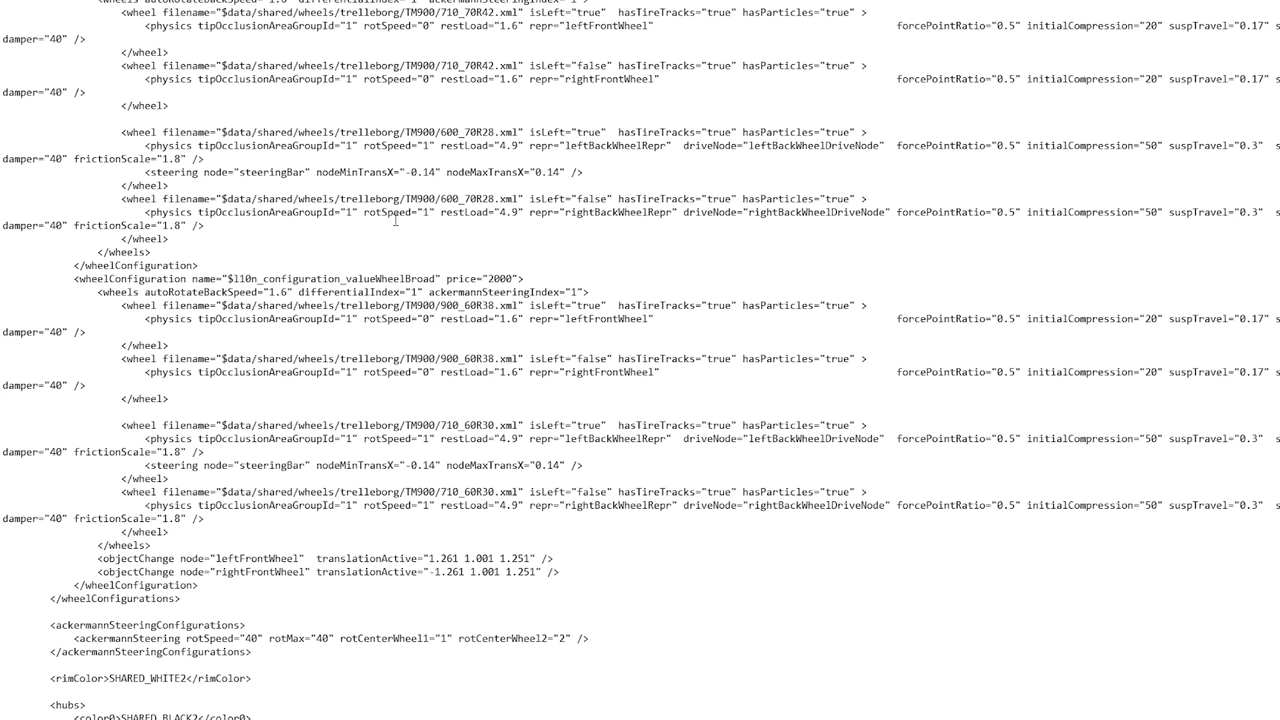 <wheels autoRotateBackSpeed="1.6" differentialIndex="1" ackermannSteeringIndex="1">
<wheel filename="$data/shared/wheels/trelleborg/TM900/710_70R42.xml" isLeft="true"  hasTireTracks="true" hasParticles="true" >
<physics tipOcclusionAreaGroupId="1" rotSpeed="0" restLoad="1.6" repr="leftFrontWheel" forcePointRatio="0.5" initialCompression="20" suspTravel="0.17" s
damper="40" />
</wheel>
<wheel filename="$data/shared/wheels/trelleborg/TM900/710_70R42.xml" isLeft="false" hasTireTracks="true" hasParticles="true" >
<physics tipOcclusionAreaGroupId="1" rotSpeed="0" restLoad="1.6" repr="rightFrontWheel" forcePointRatio="0.5" initialCompression="20" suspTravel="0.17" s
damper="40" />
</wheel>
<wheel filename="$data/shared/wheels/trelleborg/TM900/600_70R28.xml" isLeft="true"  hasTireTracks="true" hasParticles="true" >
<physics tipOcclusionAreaGroupId="1" rotSpeed="1" restLoad="4.9" repr="leftBackWheelRepr"  driveNode="leftBackWheelDriveNode"  forcePointRatio="0.5" initialCompression="50" suspTravel="0.3"  s
damper="40" frictionScale="1.8" />
<steering node="steeringBar" nodeMinTransX="-0.14" nodeMaxTransX="0.14" />
</wheel>
<wheel filename="$data/shared/wheels/trelleborg/TM900/600_70R28.xml" isLeft="false" hasTireTracks="true" hasParticles="true" >
<physics tipOcclusionAreaGroupId="1" rotSpeed="1" restLoad="4.9" repr="rightBackWheelRepr" driveNode="rightBackWheelDriveNode" forcePointRatio="0.5" initialCompression="50" suspTravel="0.3"  s
damper="40" frictionScale="1.8" />
</wheel>
</wheels>
</wheelConfiguration>
<wheelConfiguration name="$l10n_configuration_valueWheelBroad" price="2000">
<wheels autoRotateBackSpeed="1.6" differentialIndex="1" ackermannSteeringIndex="1">
<wheel filename="$data/shared/wheels/trelleborg/TM900/900_60R38.xml" isLeft="true"  hasTireTracks="true" hasParticles="true" >
<physics tipOcclusionAreaGroupId="1" rotSpeed="0" restLoad="1.6" repr="leftFrontWheel" forcePointRatio="0.5" initialCompression="20" suspTravel="0.17" s
damper="40" />
</wheel>
<wheel filename="$data/shared/wheels/trelleborg/TM900/900_60R38.xml" isLeft="false" hasTireTracks="true" hasParticles="true" >
<physics tipOcclusionAreaGroupId="1" rotSpeed="0" restLoad="1.6" repr="rightFrontWheel" forcePointRatio="0.5" initialCompression="20" suspTravel="0.17" s
damper="40" />
</wheel>
<wheel filename="$data/shared/wheels/trelleborg/TM900/710_60R30.xml" isLeft="true"  hasTireTracks="true" hasParticles="true" >
<physics tipOcclusionAreaGroupId="1" rotSpeed="1" restLoad="4.9" repr="leftBackWheelRepr"  driveNode="leftBackWheelDriveNode"  forcePointRatio="0.5" initialCompression="50" suspTravel="0.3"  s
damper="40" frictionScale="1.8" />
<steering node="steeringBar" nodeMinTransX="-0.14" nodeMaxTransX="0.14" />
</wheel>
<wheel filename="$data/shared/wheels/trelleborg/TM900/710_60R30.xml" isLeft="false" hasTireTracks="true" hasParticles="true" >
<physics tipOcclusionAreaGroupId="1" rotSpeed="1" restLoad="4.9" repr="rightBackWheelRepr" driveNode="rightBackWheelDriveNode" forcePointRatio="0.5" initialCompression="50" suspTravel="0.3"  s
damper="40" frictionScale="1.8" />
</wheel>
</wheels>
<objectChange node="leftFrontWheel"  translationActive="1.261 1.001 1.251" />
<objectChange node="rightFrontWheel" translationActive="-1.261 1.001 1.251" />
</wheelConfiguration>
</wheelConfigurations>
<ackermannSteeringConfigurations>
<ackermannSteering rotSpeed="40" rotMax="40" rotCenterWheel1="1" rotCenterWheel2="2" />
</ackermannSteeringConfigurations>
<rimColor>SHARED_WHITE2</rimColor>
<hubs>
<color0>SHARED_BLACK2</color0>